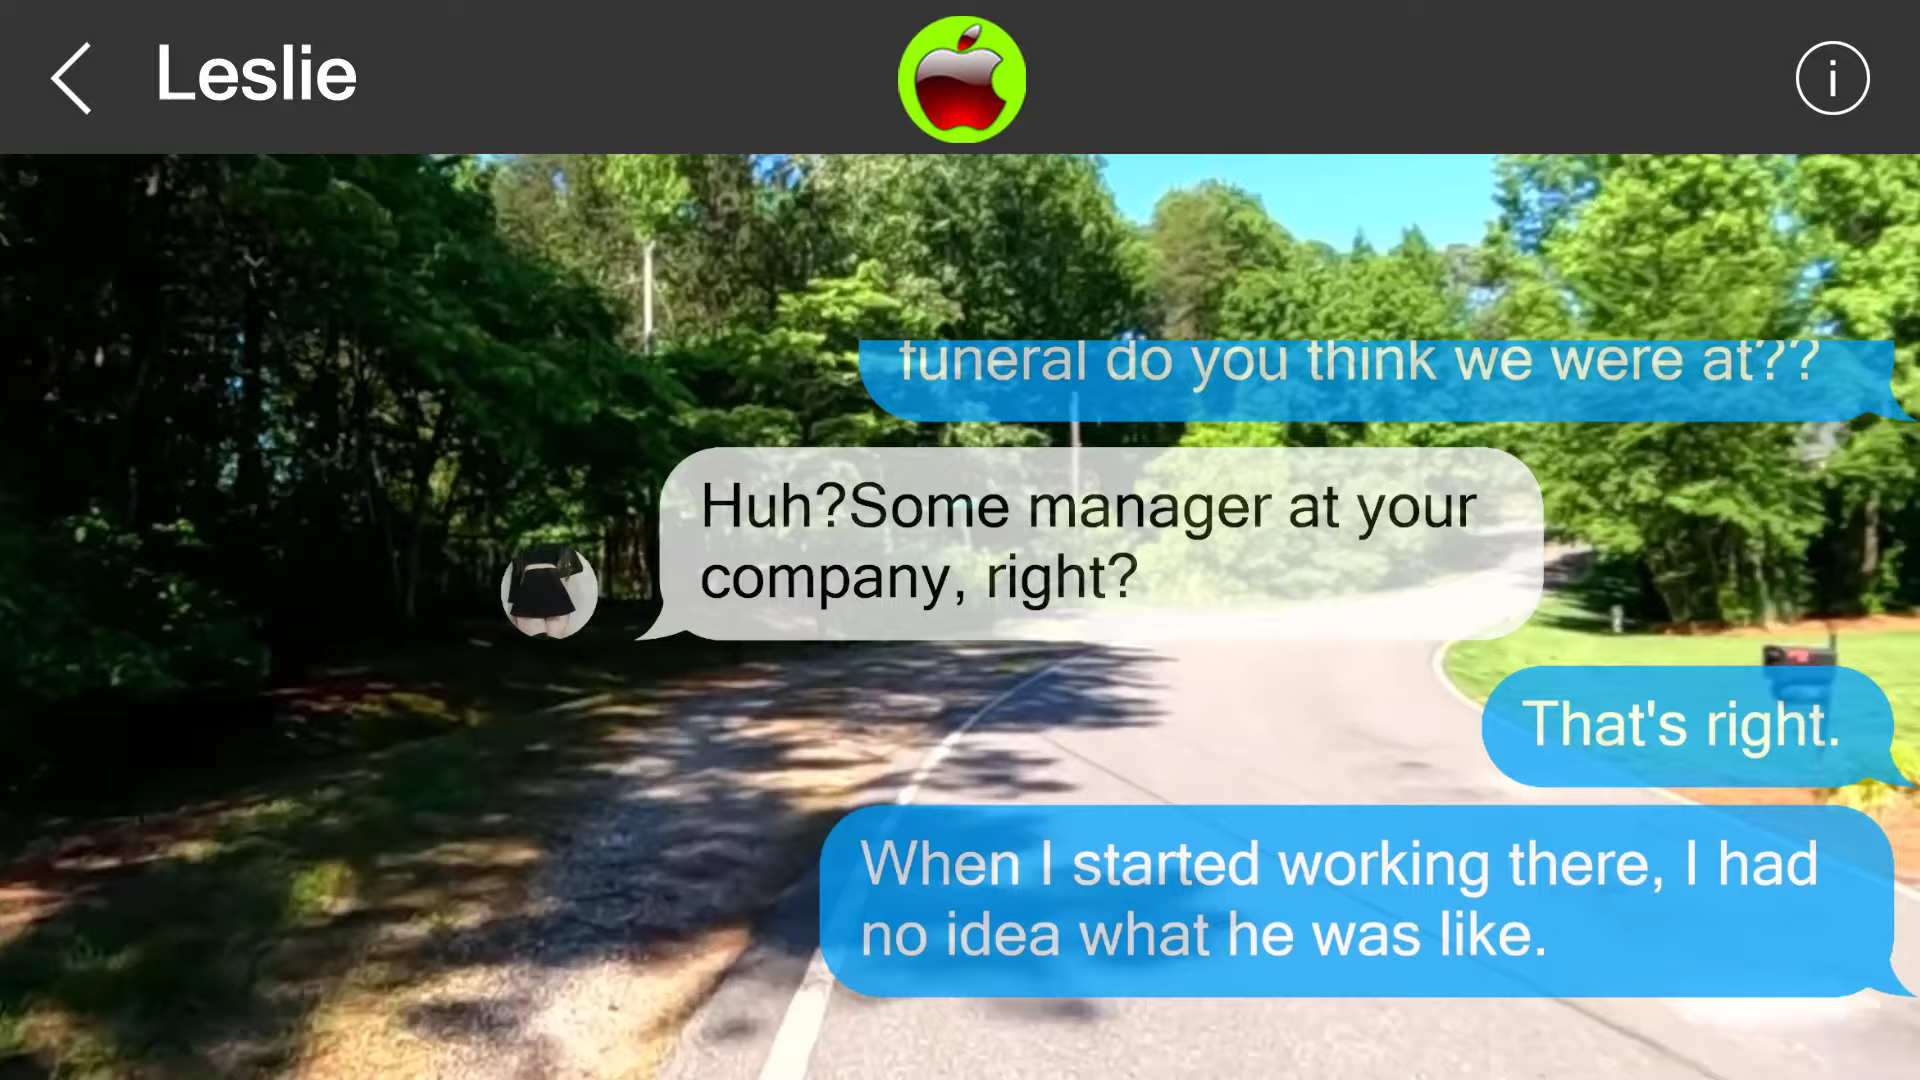 Leslie
i
funeral do you think we were at??
Huh?Some manager at your
company, right?
That's right.
When I started working there, I had
no idea what he was like.